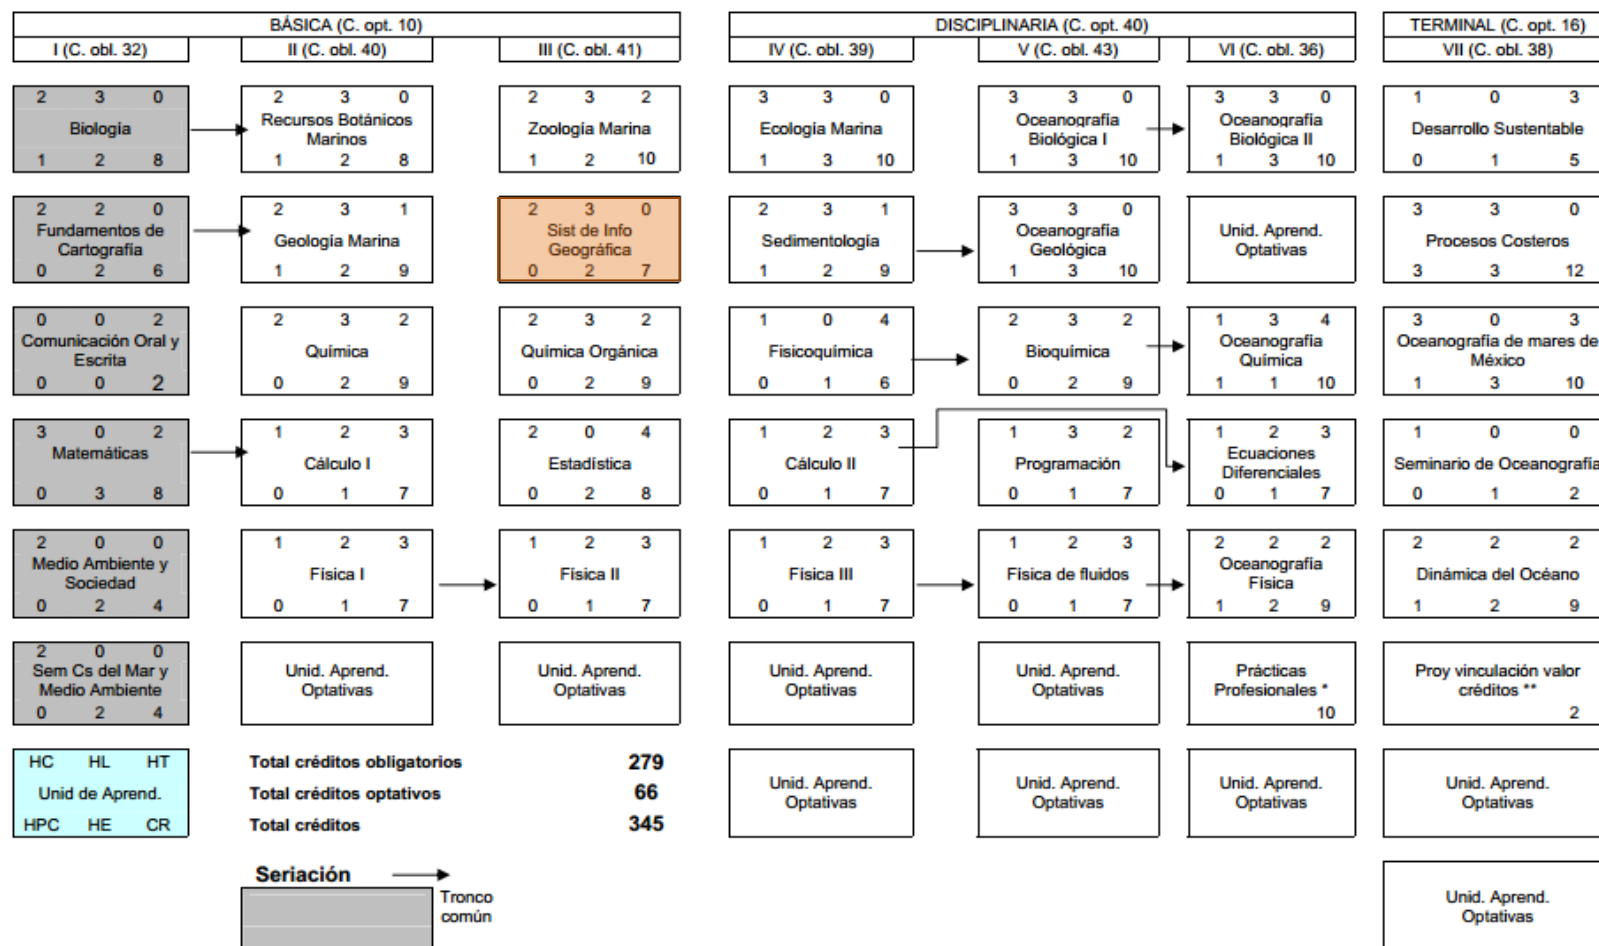 BÁSICA (C. opt. 10)
DISCIPLINARIA (C. opt. 40)
TERMINAL (C. opt. 16)
I (C. obl. 32)
II (C. obl. 40)
III (C. obl. 41)
IV (C. obl. 39)
V (C. obl. 43)
VI (C. obl. 36)
VII (C. obl. 38)
2 3 0
Biología
1 2 8
2 3 0
Recursos Botánicos
Marinos
1 2 8
2 3 2
Zoología Marina
1 2 10
3 3 0
Ecología Marina
1 3 10
3 3 0
Oceanografía
Biológica I
1 3 10
3 3 0
Oceanografía
Biológica II
1 3 10
1 0 3
Desarrollo Sustentable
0 1 5
2 2 0
Fundamentos de
Cartografía
0 2 6
2 3 1
Geología Marina
1 2 9
2 3 0
Sist de Info
Geográfica
0 2 7
2 3 1
Sedimentología
1 2 9
3 3 0
Oceanografía
Geológica
1 3 10
Unid. Aprend.
Optativas
3 3 0
Procesos Costeros
3 3 12
0 0 2
Comunicación Oral y
Escrita
0 0 2
2 3 2
Química
0 2 9
2 3 2
Química Orgánica
0 2 9
1 0 4
Fisicoquímica
0 1 6
2 3 2
Bioquímica
0 2 9
1 3 4
Oceanografía
Química
1 1 10
3 0 3
Oceanografía de mares de
México
1 3 10
3 0 2
Matemáticas
0 3 8
1 2 3
Cálculo I
0 1 7
2 0 4
Estadística
0 2 8
1 2 3
Cálculo II
0 1 7
1 3 2
Programación
0 1 7
1 2 3
Ecuaciones
Diferenciales
0 1 7
1 0 0
Seminario de Oceanografía
0 1 2
2 0 0
Medio Ambiente y
Sociedad
0 2 4
1 2 3
Física I
0 1 7
1 2 3
Física II
0 1 7
1 2 3
Física III
0 1 7
1 2 3
Física de fluidos
0 1 7
2 2 2
Oceanografía
Física
1 2 9
2 2 2
Dinámica del Océano
1 2 9
2 0 0
Sem Cs del Mar y
Medio Ambiente
0 2 4
Unid. Aprend.
Optativas
Unid. Aprend.
Optativas
Unid. Aprend.
Optativas
Unid. Aprend.
Optativas
Prácticas
Profesionales *
10
Proy vinculación valor
créditos **
2
HC HL HT
Unid de Aprend.
HPC HE CR
Total créditos obligatorios 279
Total créditos optativos 66
Total créditos 345
Unid. Aprend.
Optativas
Unid. Aprend.
Optativas
Unid. Aprend.
Optativas
Unid. Aprend.
Optativas
Seriación
Tronco
común
Unid. Aprend.
Optativas